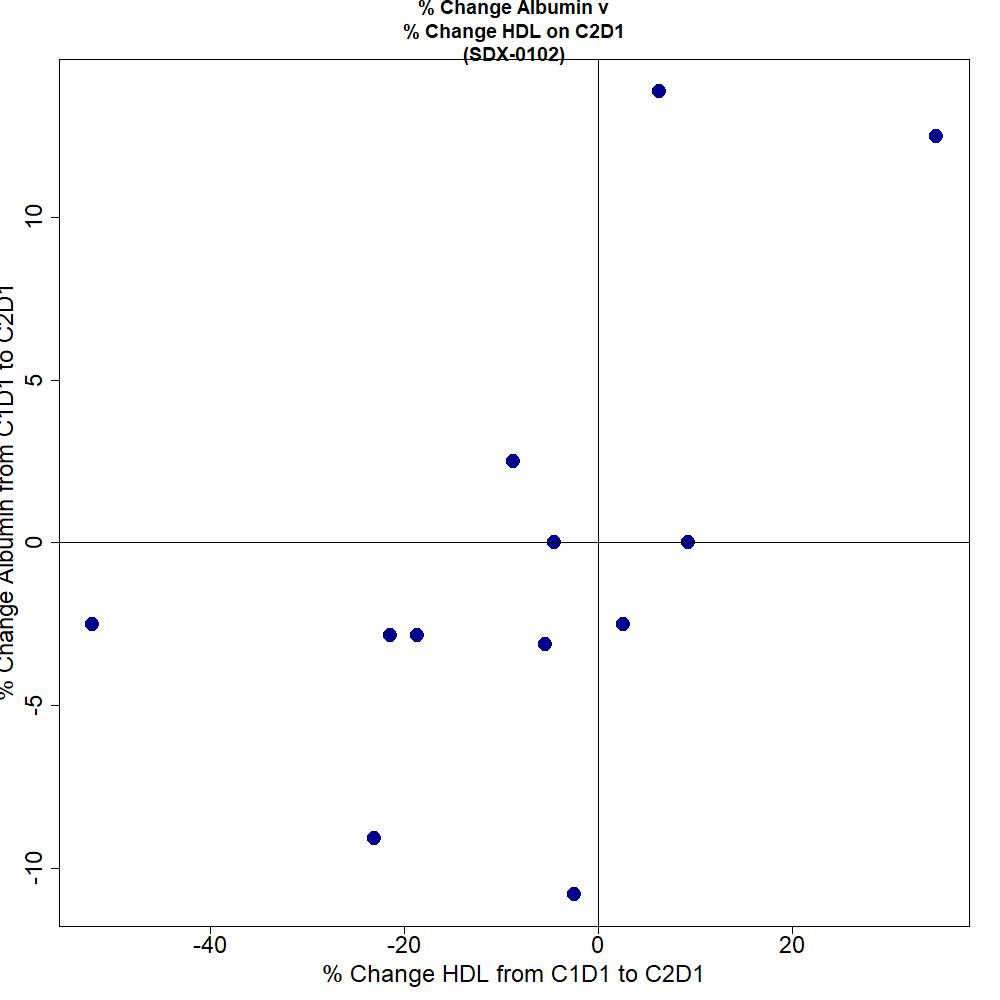 % Change Albumin v
% Change HDL on C2D1
(SDX-0102)
% Change Albumin from C1D1 to C2D1
10
5
0
-5
-10
-40
-20
0
20
% Change HDL from C1D1 to C2D1